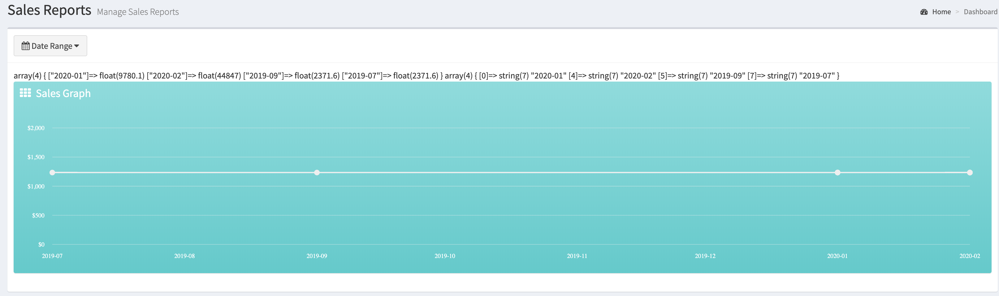 Sales Reports Manage Sales Reports
Home > Dashboard
Date Range
array(4) { ["2020-01"]=> float(9780.1) ["2020-02"]=> float(44847) ["2019-09"]=> float(2371.6) ["2019-07"]=> float(2371.6) } array(4) { [0]=> string(7) "2020-01" [4]=> string(7) "2020-02" [5]=> string(7) "2019-09" [7]=> string(7) "2019-07" }
Sales Graph
$2,000
$1,500
$1,000
$500
$0
2019-07 2019-08 2019-09 2019-10 2019-11 2019-12 2020-01 2020-02